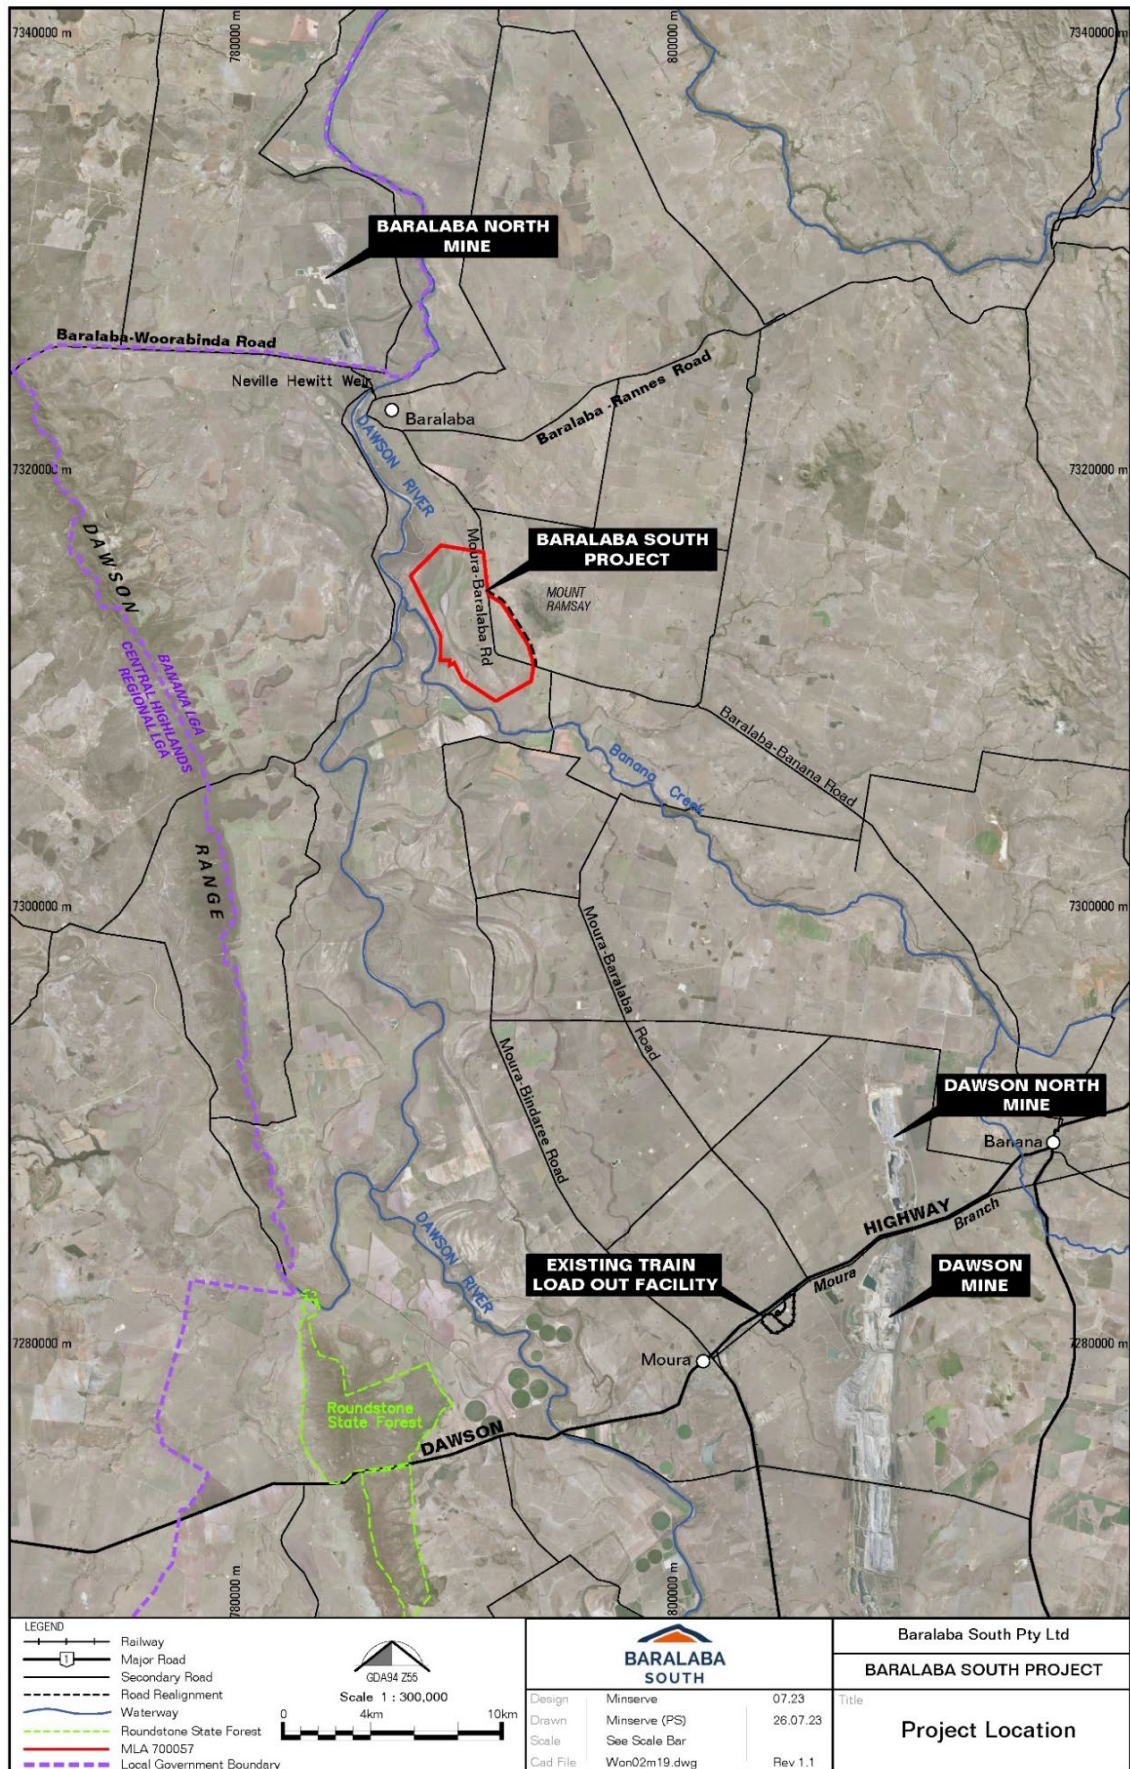 7340000 m
780000 m
800000 m
7340000 m
BARALABA NORTH
MINE
Baralaba-Woorabinda Road
Neville Hewitt Weir
Baralaba
Baralaba -Rannes Road
DAWSON RIVER
7320000 m
7320000 m
DAWSON
BARALABA SOUTH
PROJECT
Moura-Baralaba Rd
MOUNT
RAMSAY
BANANA LGA
CENTRAL HIGHLANDS
REGIONAL LGA
Baralaba-Banana Road
Banana Creek
RANGE
7300000 m
7300000 m
Moura-Baralaba Road
Moura-Bindaree Road
DAWSON NORTH
MINE
Banana
HIGHWAY
Branch
DAWSON RIVER
EXISTING TRAIN
LOAD OUT FACILITY
Moura
DAWSON
MINE
7280000 m
7280000 m
Moura
Roundstone
State Forest
DAWSON
780000 m
800000 m
LEGEND
Railway
1
Major Road
Secondary Road
Road Realignment
Waterway
Roundstone State Forest
MLA 700057
Local Government Boundary
GDA94 Z55
Scale 1 : 300,000
0 4km 10km
BARALABA
SOUTH
Design Minserve 07.23
Drawn Minserve (PS) 26.07.23
Scale See Scale Bar
Cad File Won02m19.dwg Rev 1.1
Baralaba South Pty Ltd
BARALABA SOUTH PROJECT
Title
Project Location